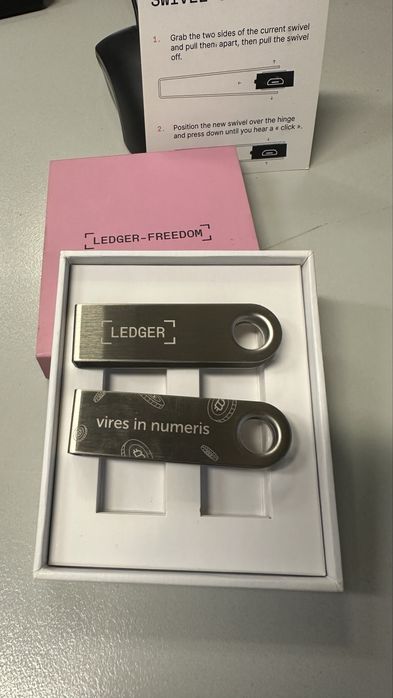 SWIVEL
1. Grab the two sides of the current swivel
and pull them apart, then pull the swivel
off.
2. Position the new swivel over the hinge
and press down until you hear a « click ».
LEDGER-FREEDOM
LEDGER
vires in numeris